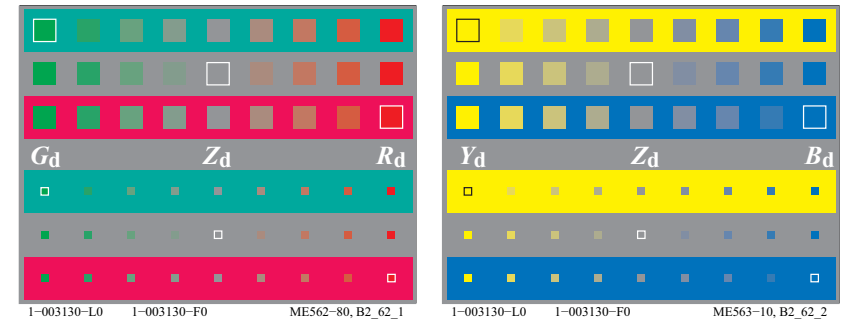 Gd Zd Rd
Yd Zd Bd
1−003130−L0 1−003130−F0 ME562−80, B2_62_1
1−003130−L0 1−003130−F0 ME563−10, B2_62_2